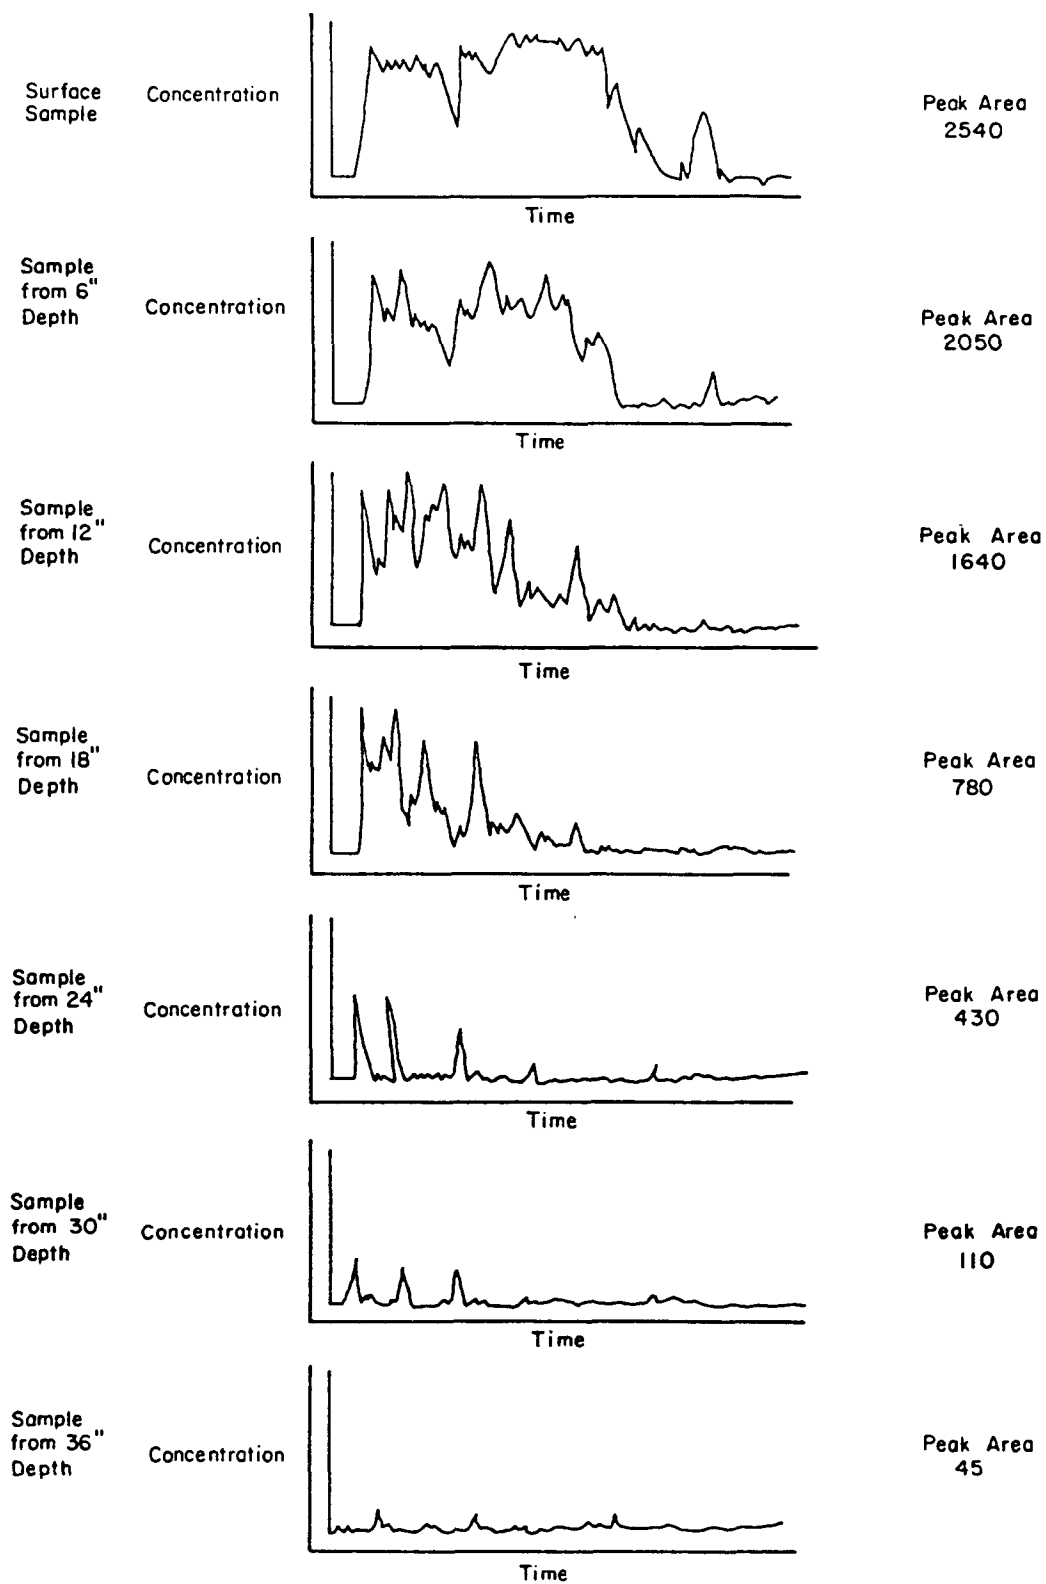 Surface
Sample
Concentration
Peak Area
2540
Time
Sample
from 6"
Depth
Concentration
Peak Area
2050
Time
Sample
from 12"
Depth
Concentration
Peak Area
1640
Time
Sample
from 18"
Depth
Concentration
Peak Area
780
Time
Sample
from 24"
Depth
Concentration
Peak Area
430
Time
Sample
from 30"
Depth
Concentration
Peak Area
110
Time
Sample
from 36"
Depth
Concentration
Peak Area
45
Time